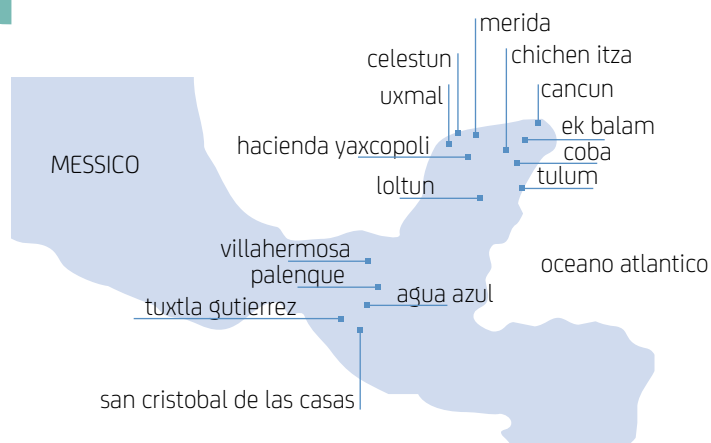 merida
celestun
chichen itza
uxmal
cancun
ek balam
hacienda yaxcopoli
coba
MESSICO
tulum
loltun
villahermosa
oceano atlantico
palenque
agua azul
tuxtla gutierrez
san cristobal de las casas